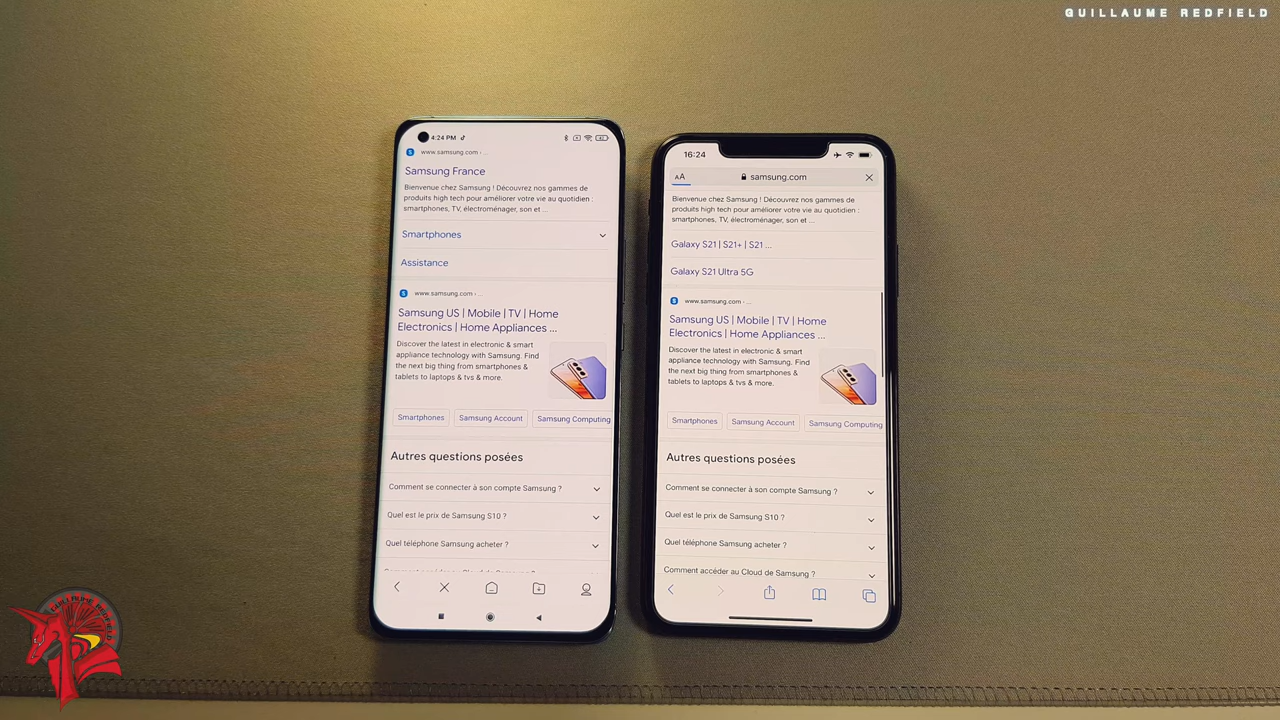 GUILLAUME REDFIELD
4:24 PM
www.samsung.com › ...
Samsung France
Bienvenue chez Samsung ! Découvrez nos gammes de
produits high tech pour améliorer votre vie au quotidien :
smartphones, TV, électroménager, son et ...
Smartphones
Assistance
www.samsung.com › ...
Samsung US | Mobile | TV | Home
Electronics | Home Appliances ...
Discover the latest in electronic & smart
appliance technology with Samsung. Find
the next big thing from smartphones &
tablets to laptops & tvs & more.
Smartphones
Samsung Account
Samsung Computing
Autres questions posées
Comment se connecter à son compte Samsung ?
Quel est le prix de Samsung S10 ?
Quel téléphone Samsung acheter ?
16:24
AA
samsung.com
Bienvenue chez Samsung ! Découvrez nos gammes de
produits high tech pour améliorer votre vie au quotidien :
smartphones, TV, électroménager, son et ...
Galaxy S21 | S21+ | S21 ...
Galaxy S21 Ultra 5G
www.samsung.com › ...
Samsung US | Mobile | TV | Home
Electronics | Home Appliances ...
Discover the latest in electronic & smart
appliance technology with Samsung. Find
the next big thing from smartphones &
tablets to laptops & tvs & more.
Smartphones
Samsung Account
Samsung Computing
Autres questions posées
Comment se connecter à son compte Samsung ?
Quel est le prix de Samsung S10 ?
Quel téléphone Samsung acheter ?
Comment accéder au Cloud de Samsung ?
GUILLAUME REDFIELD